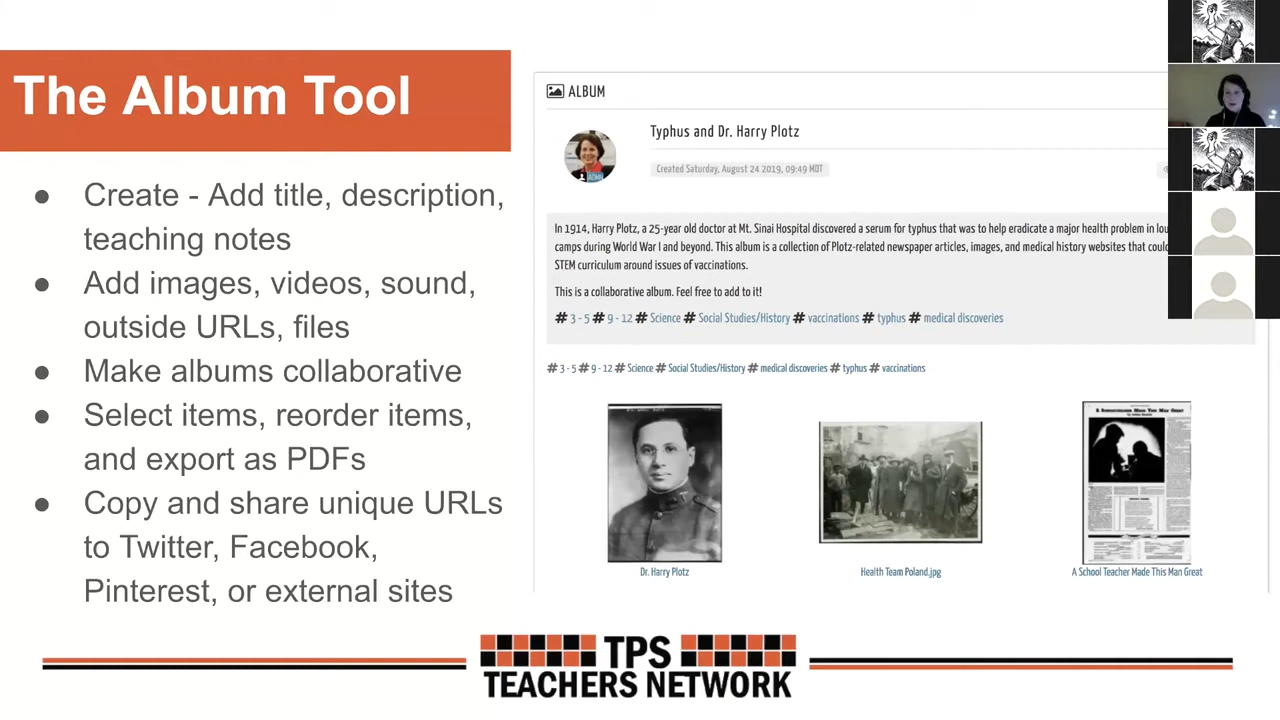 The Album Tool
● Create - Add title, description,
teaching notes
● Add images, videos, sound,
outside URLs, files
● Make albums collaborative
● Select items, reorder items,
and export as PDFs
● Copy and share unique URLs
to Twitter, Facebook,
Pinterest, or external sites
ALBUM
Typhus and Dr. Harry Plotz
Created Saturday, August 24 2019, 09:49 MDT
ADMIN
In 1914, Harry Plotz, a 25-year old doctor at Mt. Sinai Hospital discovered a serum for typhus that was to help eradicate a major health problem in lou
camps during World War I and beyond. This album is a collection of Plotz-related newspaper articles, images, and medical history websites that coul
STEM curriculum around issues of vaccinations.
This is a collaborative album. Feel free to add to it!
# 3 - 5 # 9 - 12 # Science # Social Studies/History # vaccinations # typhus # medical discoveries
# 3 - 5 # 9 - 12 # Science # Social Studies/History # medical discoveries # typhus # vaccinations
A SCHOOLTEACHER MADE THIS MAN GREAT
Dr. Harry Plotz
Health Team Poland.jpg
A School Teacher Made This Man Great
TPS
TEACHERS NETWORK